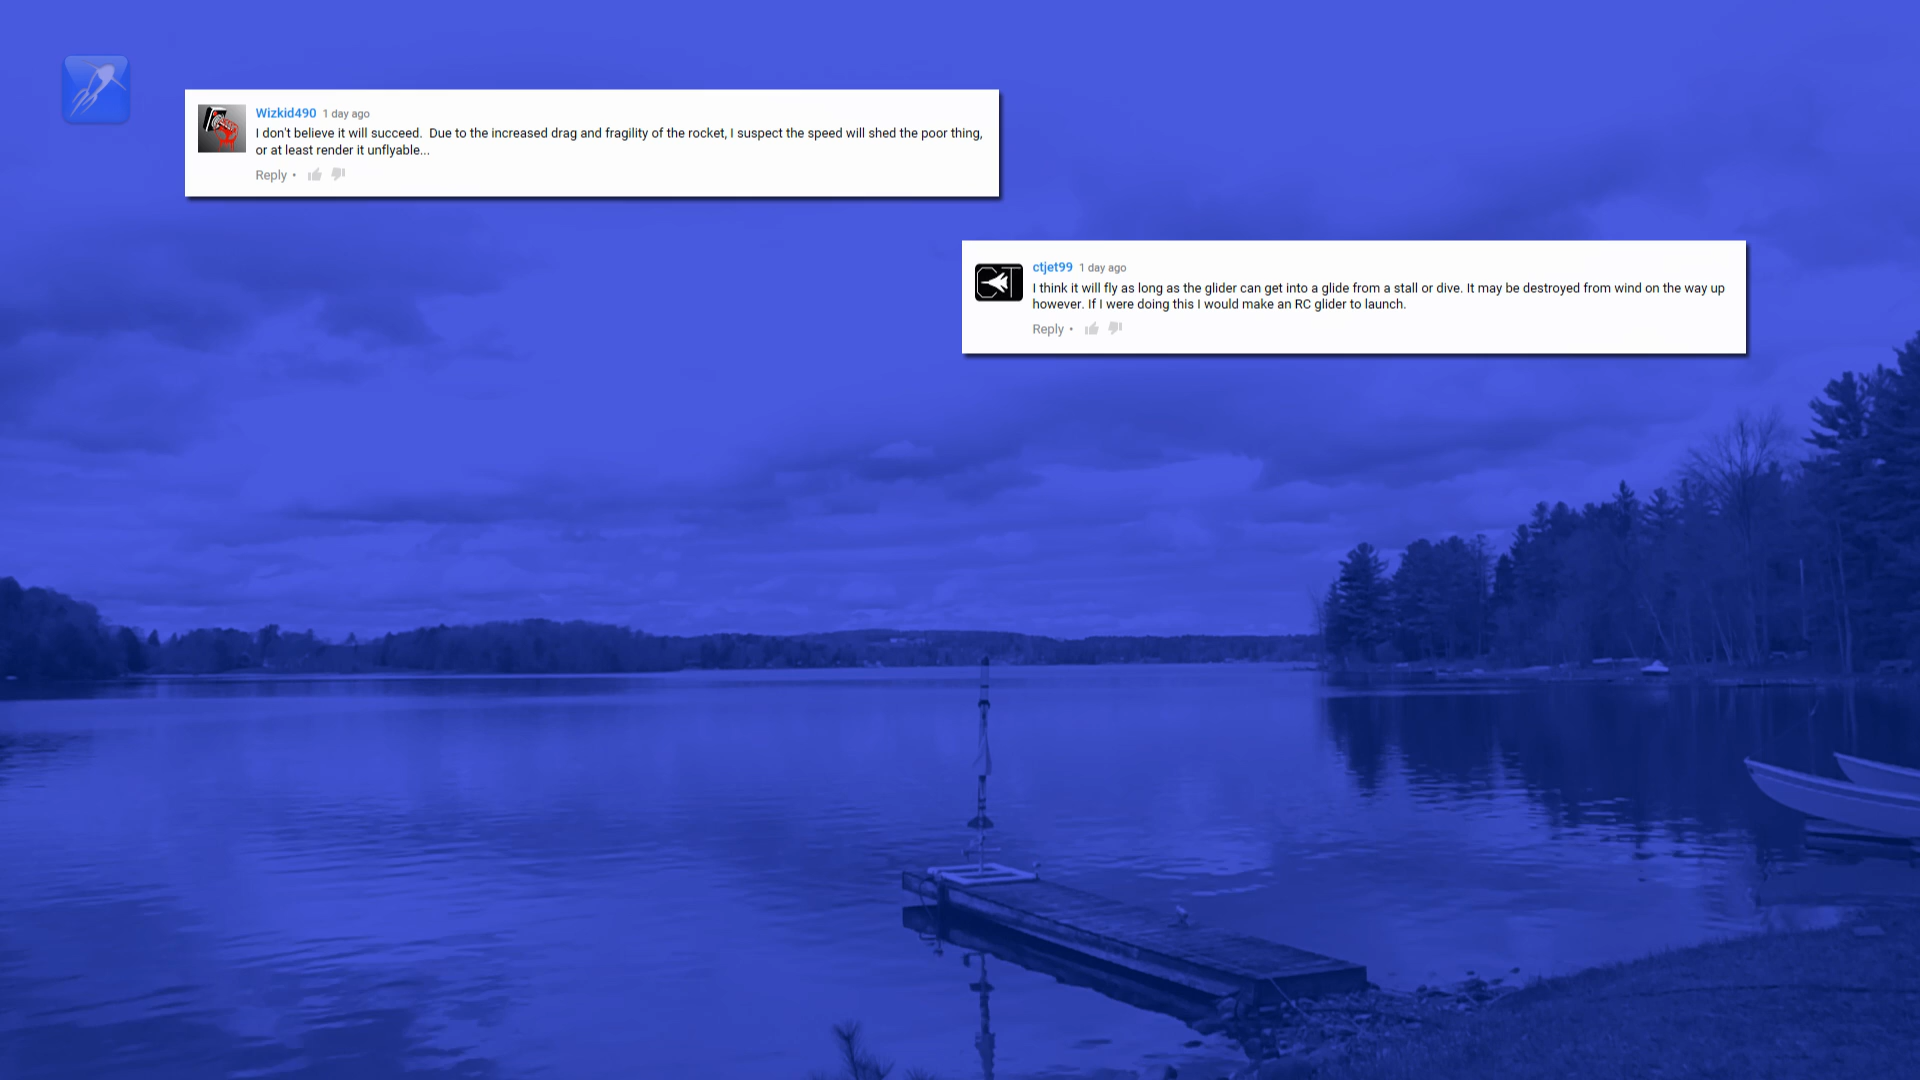 Wizkid490 1 day ago
I don't believe it will succeed.  Due to the increased drag and fragility of the rocket, I suspect the speed will shed the poor thing,
or at least render it unflyable...
Reply •
ctjet99 1 day ago
I think it will fly as long as the glider can get into a glide from a stall or dive. It may be destroyed from wind on the way up
however. If I were doing this I would make an RC glider to launch.
Reply •